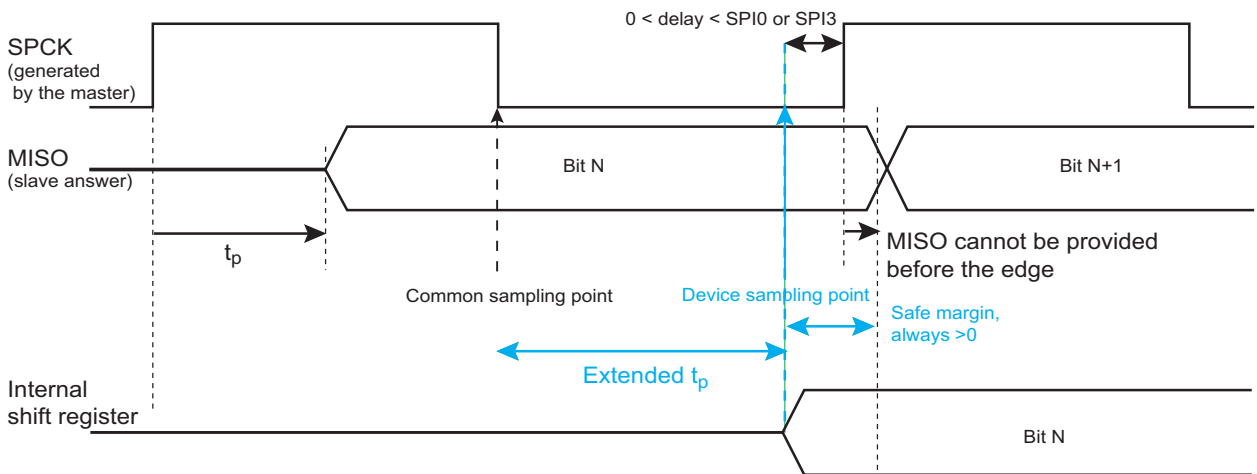 0 < delay < SPI0 or SPI3
SPCK
(generated
by the master)
MISO
(slave answer)
Bit N
Bit N+1
tp
MISO cannot be provided
before the edge
Common sampling point
Device sampling point
Safe margin,
always >0
Extended tp
Internal
shift register
Bit N